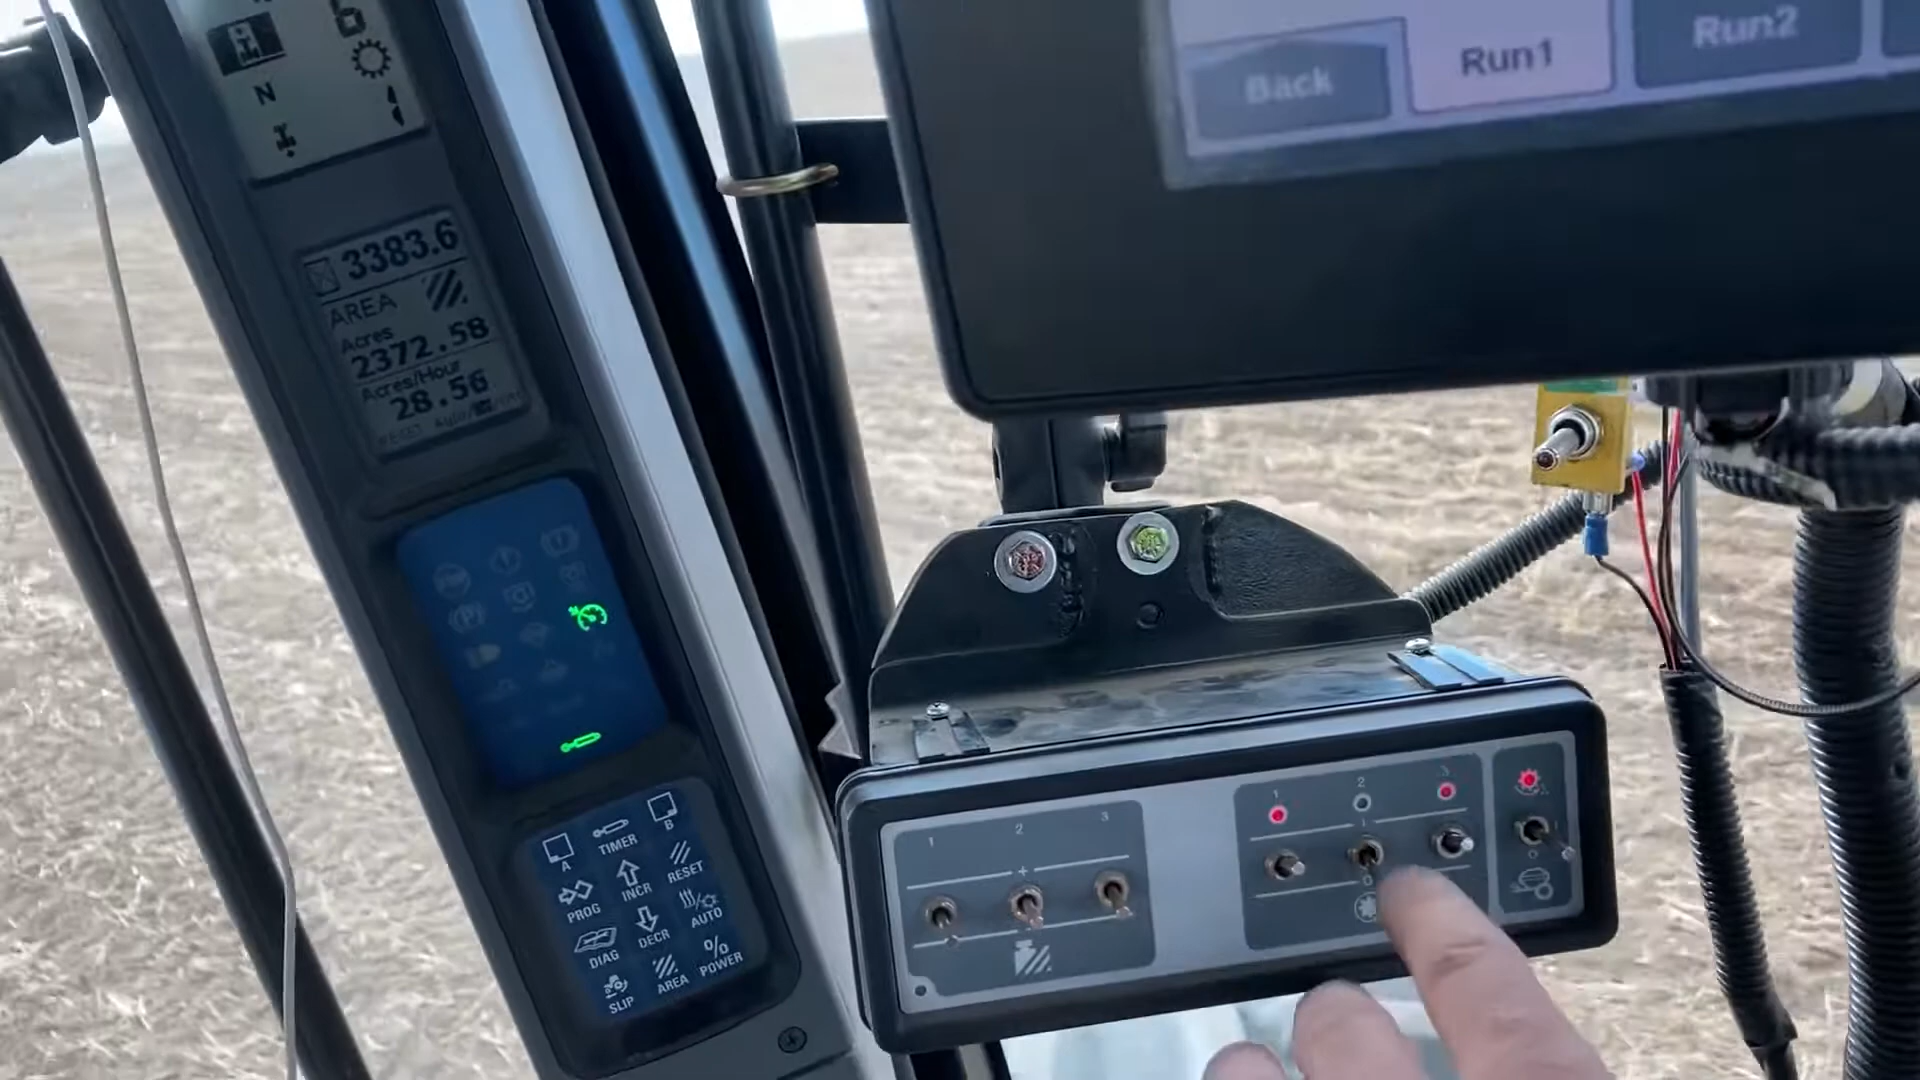 6
N
3383.6
AREA
Acres
2372.58
Acres/Hour
28.56
A
TIMER
B
PROG
INCR
RESET
DIAG
DECR
AUTO
SLIP
AREA
% POWER
Back
Run1
Run2
1 2 3
+
1 2 3